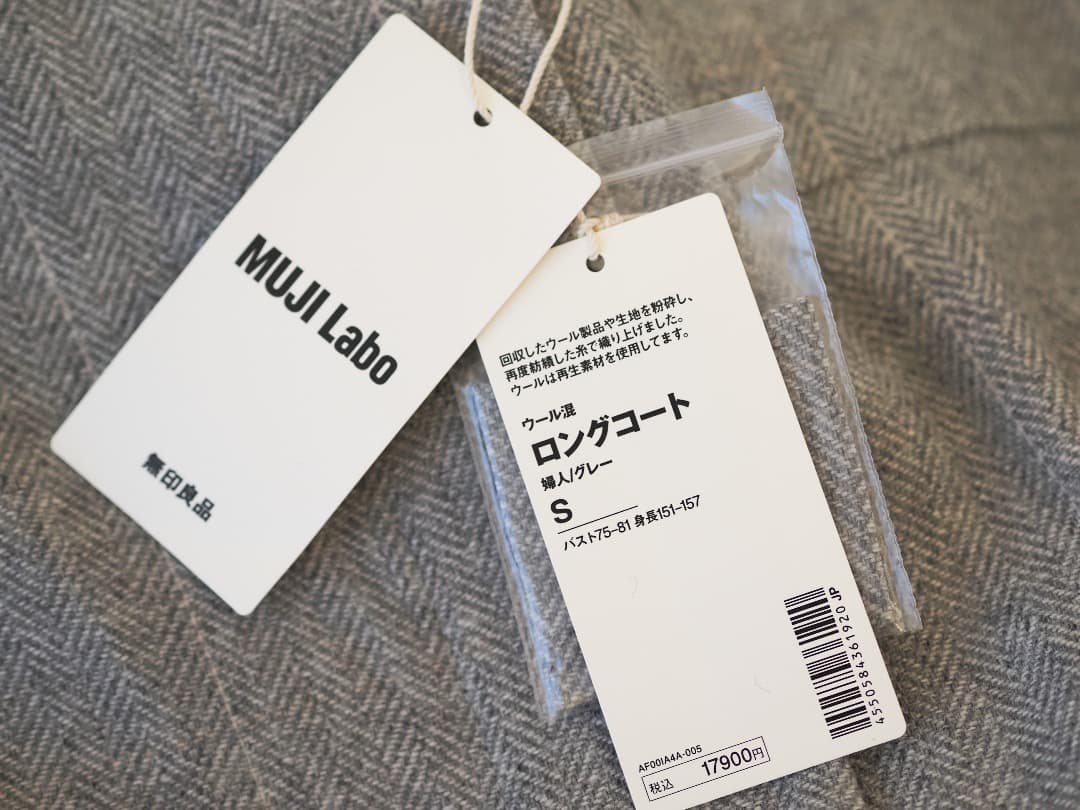 MUJI Labo
無印良品
回収したウール製品や生地を粉砕し、
再度紡績した糸で織り上げました。
ウールは再生素材を使用してます。
ウール混
ロングコート
婦人/グレー
S
バスト75-81 身長151-157
4550584361920 JP
AF00IA4A-005
税込 17900円